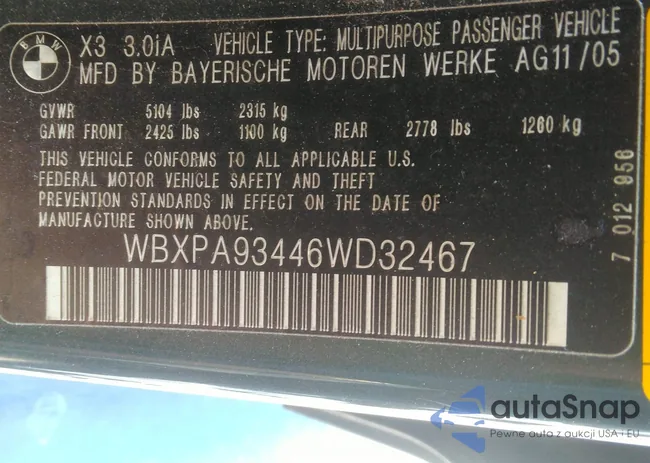 BMW
X3 3.0iA VEHICLE TYPE: MULTIPURPOSE PASSENGER VEHICLE
MFD BY BAYERISCHE MOTOREN WERKE AG11/05
GVWR 5104 lbs 2315 kg
GAWR FRONT 2425 lbs 1100 kg REAR 2778 lbs 1260 kg
THIS VEHICLE CONFORMS TO ALL APPLICABLE U.S.
FEDERAL MOTOR VEHICLE SAFETY AND THEFT
PREVENTION STANDARDS IN EFFECT ON THE DATE OF
MANUFACTURE SHOWN ABOVE.
WBXPA93446WD32467
7 012 956
autaSnap
Pewne auta z aukcji USA i EU